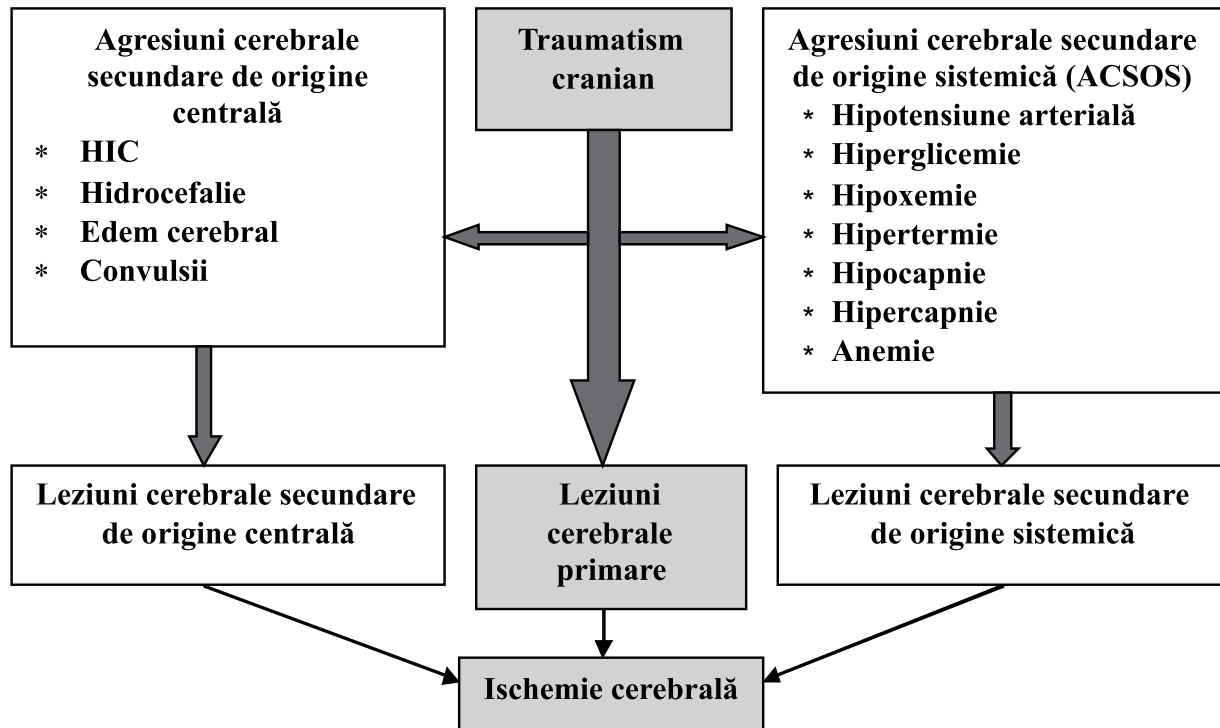 Agresiuni cerebrale
secundare de origine
centrală
* HIC
* Hidrocefalie
* Edem cerebral
* Convulsii
Traumatism
cranian
Agresiuni cerebrale secundare
de origine sistemică (ACSOS)
* Hipotensiune arterială
* Hiperglicemie
* Hipoxemie
* Hipertermie
* Hipocapnie
* Hipercapnie
* Anemie
Leziuni cerebrale secundare
de origine centrală
Leziuni
cerebrale
primare
Leziuni cerebrale secundare
de origine sistemică
Ischemie cerebrală